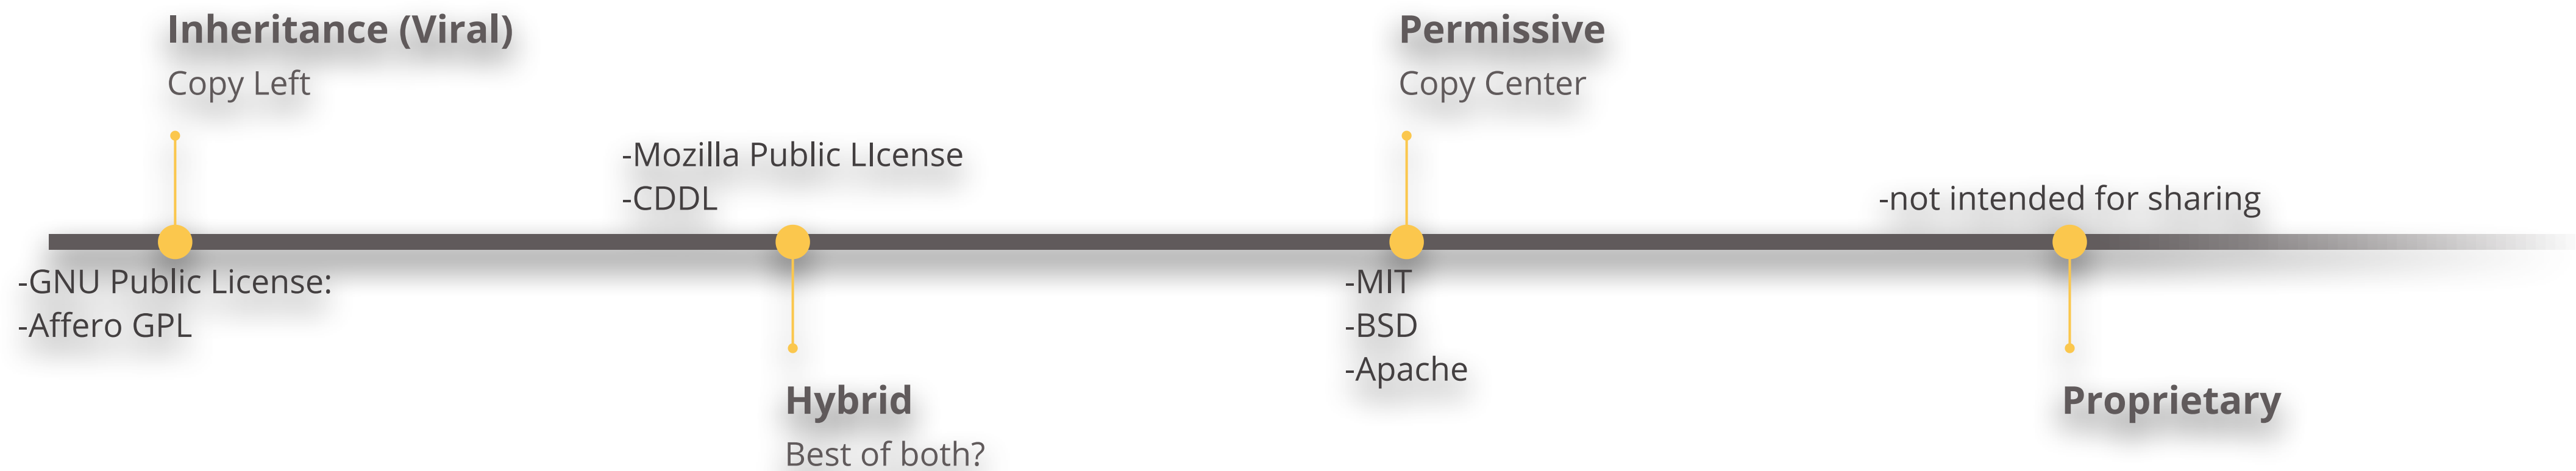 Inheritance (Viral)
Copy Left
-GNU Public License:
-Affero GPL
-Mozilla Public LIcense
-CDDL
Hybrid
Best of both?
Permissive
Copy Center
-MIT
-BSD
-Apache
-not intended for sharing
Proprietary